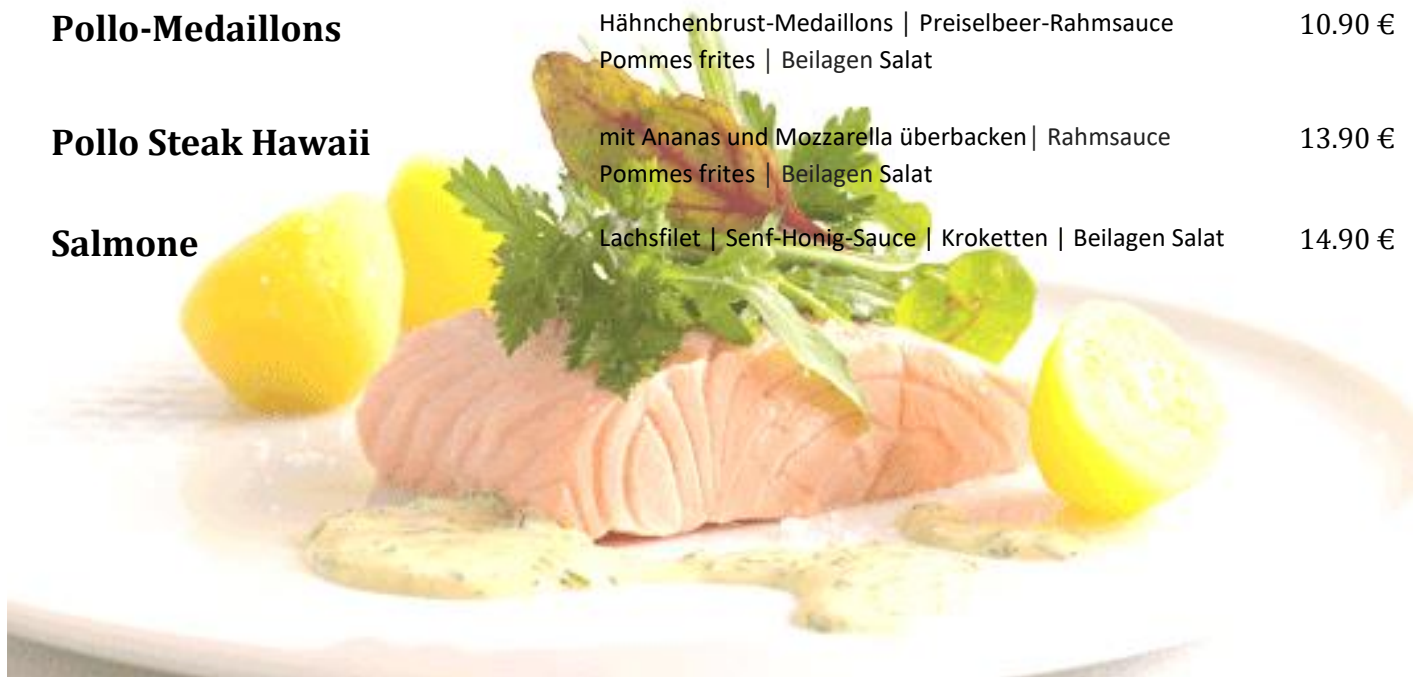 Pollo-Medaillons Hähnchenbrust-Medaillons | Preiselbeer-Rahmsauce 10.90 €
Pommes frites | Beilagen Salat
Pollo Steak Hawaii mit Ananas und Mozzarella überbacken| Rahmsauce 13.90 €
Pommes frites | Beilagen Salat
Salmone Lachsfilet | Senf-Honig-Sauce | Kroketten | Beilagen Salat 14.90 €